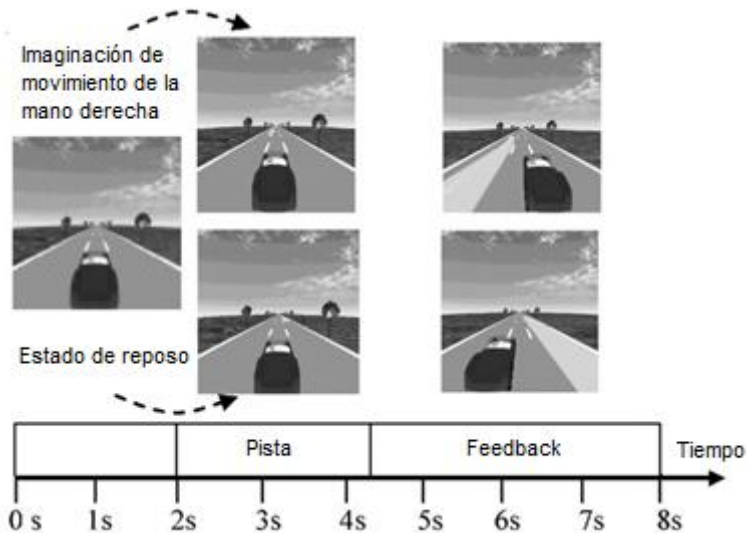 Imaginación de
movimiento de la
mano derecha
Estado de reposo
Pista
Feedback
Tiempo
0 s 1s 2s 3s 4s 5s 6s 7s 8s